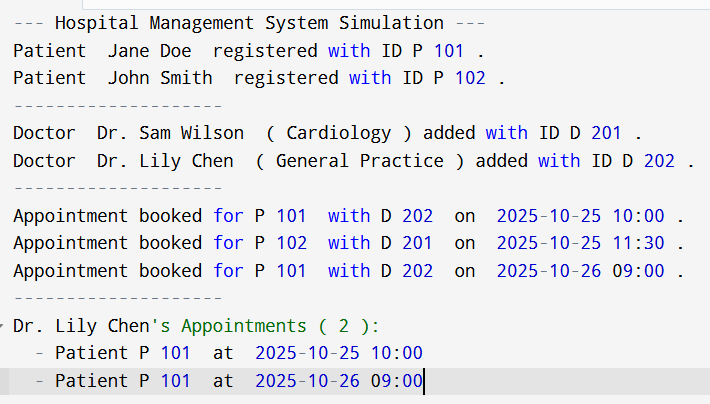 --- Hospital Management System Simulation ---
Patient  Jane Doe  registered with ID P 101 .
Patient  John Smith  registered with ID P 102 .
--------------------
Doctor  Dr. Sam Wilson  ( Cardiology ) added with ID D 201 .
Doctor  Dr. Lily Chen  ( General Practice ) added with ID D 202 .
--------------------
Appointment booked for P 101  with D 202  on  2025-10-25 10:00 .
Appointment booked for P 102  with D 201  on  2025-10-25 11:30 .
Appointment booked for P 101  with D 202  on  2025-10-26 09:00 .
--------------------
Dr. Lily Chen's Appointments ( 2 ):
  - Patient P 101  at  2025-10-25 10:00
  - Patient P 101  at  2025-10-26 09:00